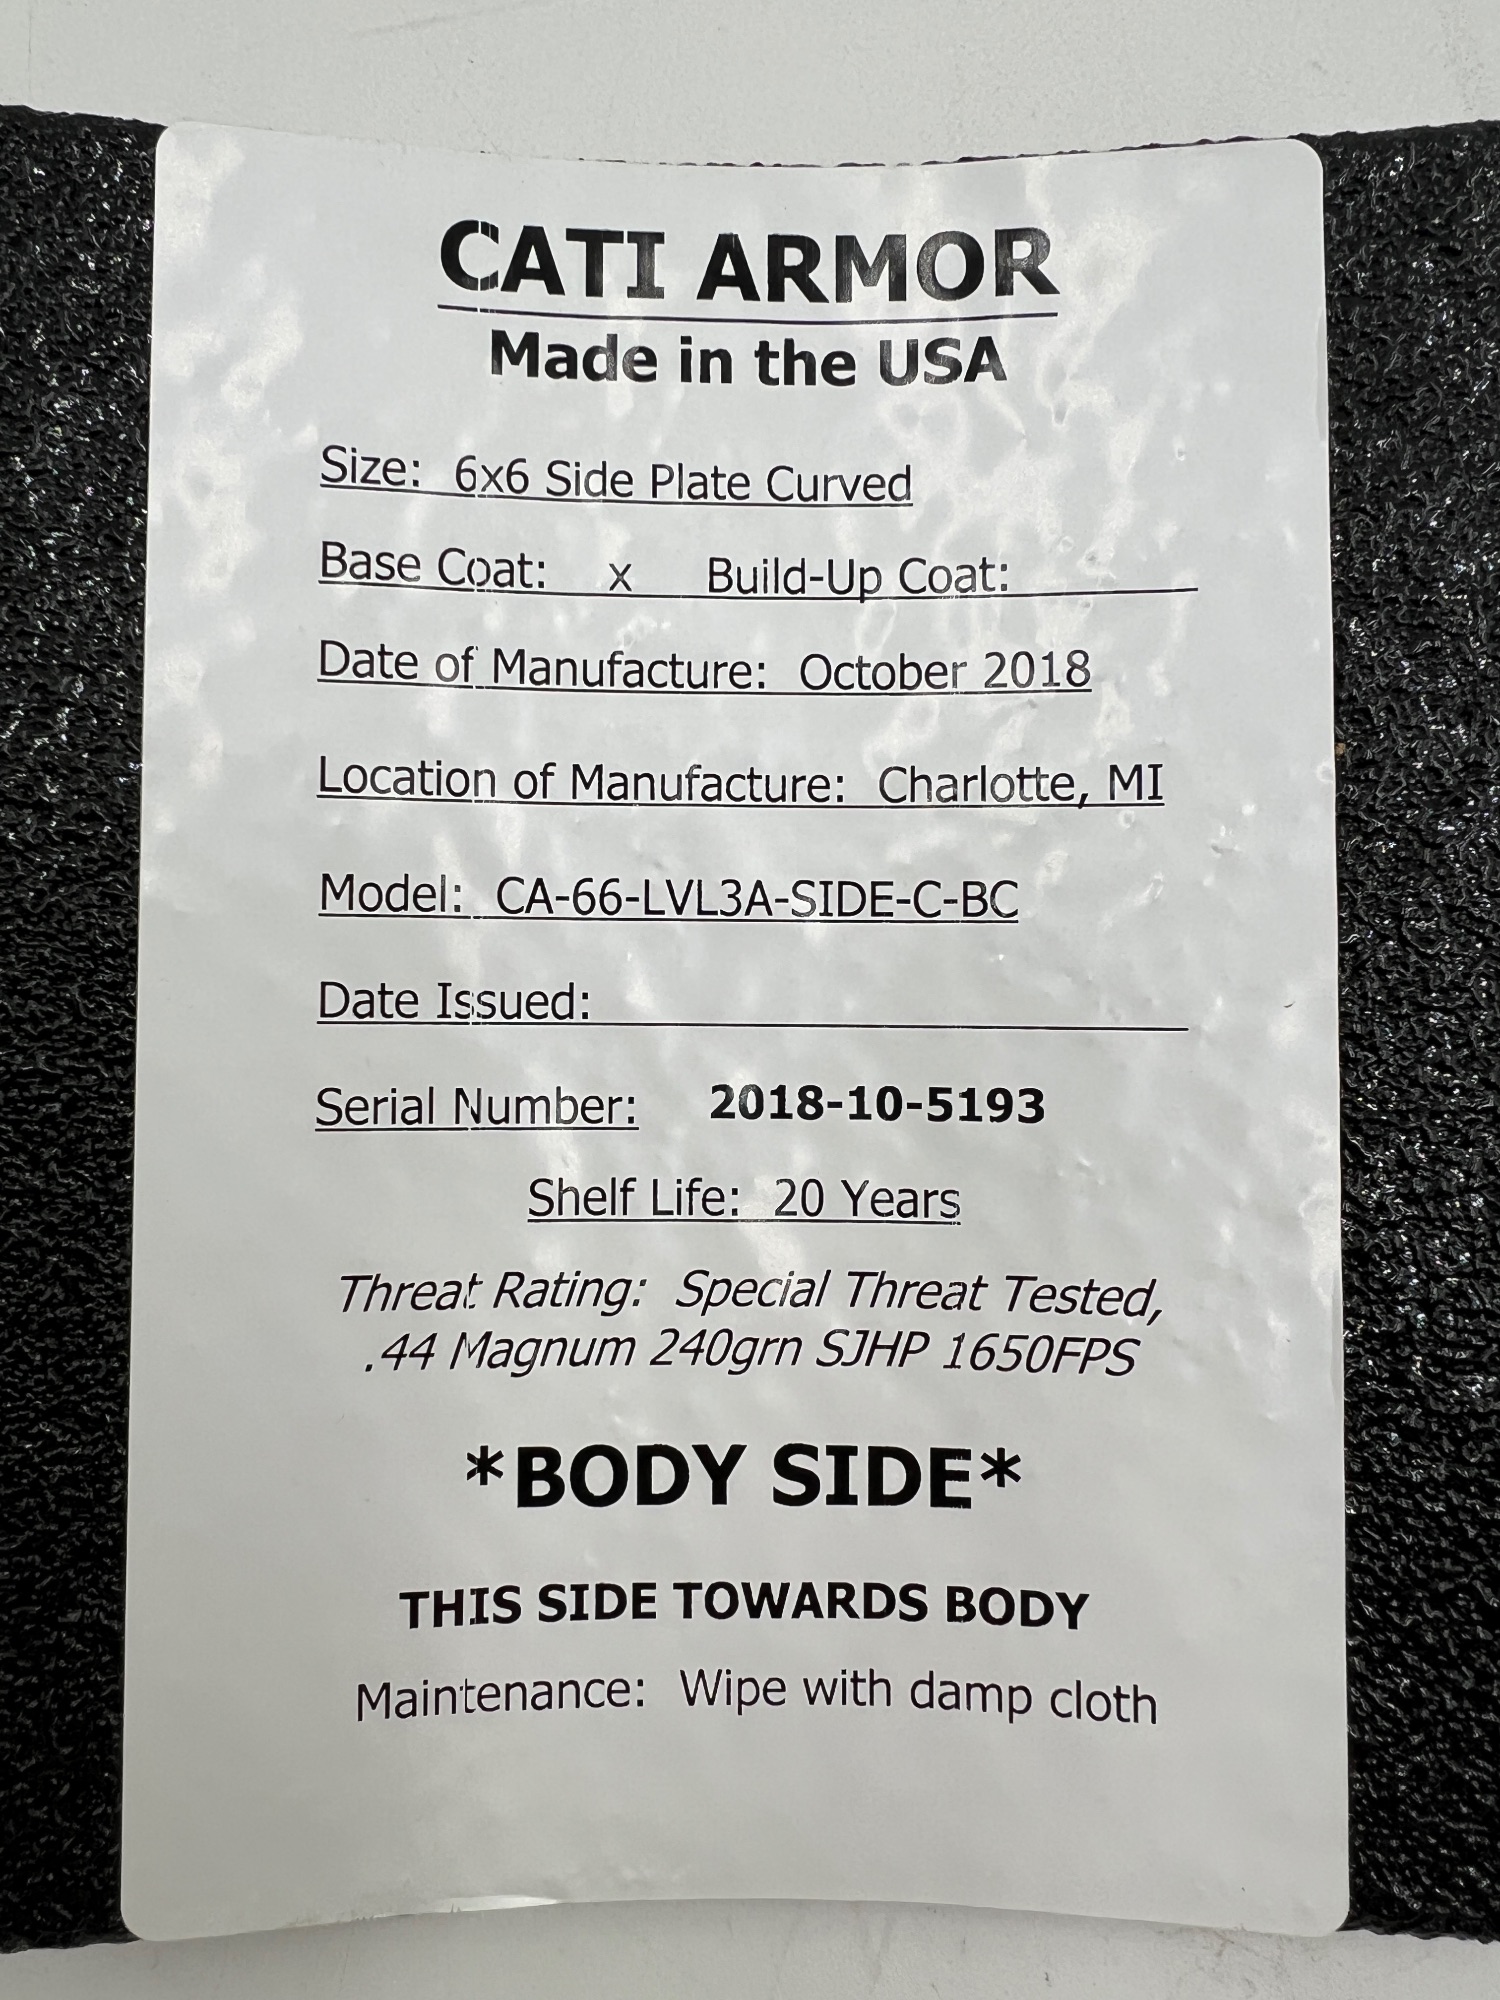 CATI ARMOR
Made in the USA
Size: 6x6 Side Plate Curved
Base Coat: x Build-Up Coat:
Date of Manufacture: October 2018
Location of Manufacture: Charlotte, MI
Model: CA-66-LVL3A-SIDE-C-BC
Date Issued:
Serial Number: 2018-10-5193
Shelf Life: 20 Years
Threat Rating: Special Threat Tested,
.44 Magnum 240grn SJHP 1650FPS
*BODY SIDE*
THIS SIDE TOWARDS BODY
Maintenance: Wipe with damp cloth